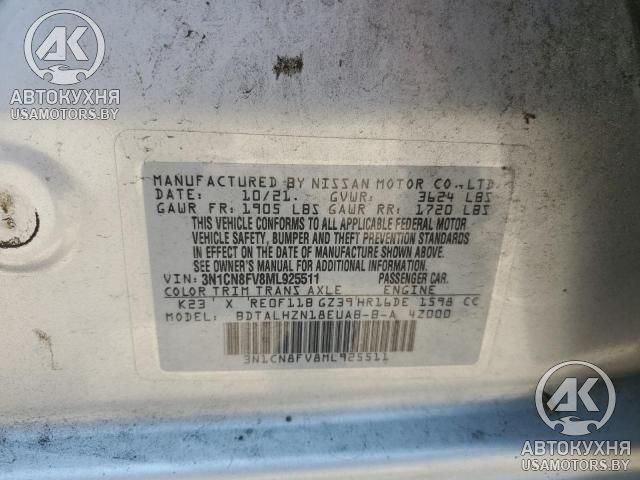 AK
АВТОКУХНЯ
USAMOTORS.BY
MANUFACTURED BY NISSAN MOTOR CO.,LTD.
DATE: 10/21. GVWR: 3624 LBS
GAWR FR: 1905 LBS GAWR RR: 1720 LBS
THIS VEHICLE CONFORMS TO ALL APPLICABLE FEDERAL MOTOR
VEHICLE SAFETY, BUMPER AND THEFT PREVENTION STANDARDS
IN EFFECT ON THE DATE OF MANUFACTURE SHOWN ABOVE.
SEE OWNER'S MANUAL FOR ADDITIONAL INFORMATION.
VIN: 3N1CN8FV8ML925511 PASSENGER CAR.
COLOR TRIM TRANS AXLE ENGINE
K23 X RE0F11B GZ39 HR16DE 1598 CC
MODEL: BDTALHZN18EUAB-B-A 4Z000
3N1CN8FV8ML925511
AK
АВТОКУХНЯ
USAMOTORS.BY